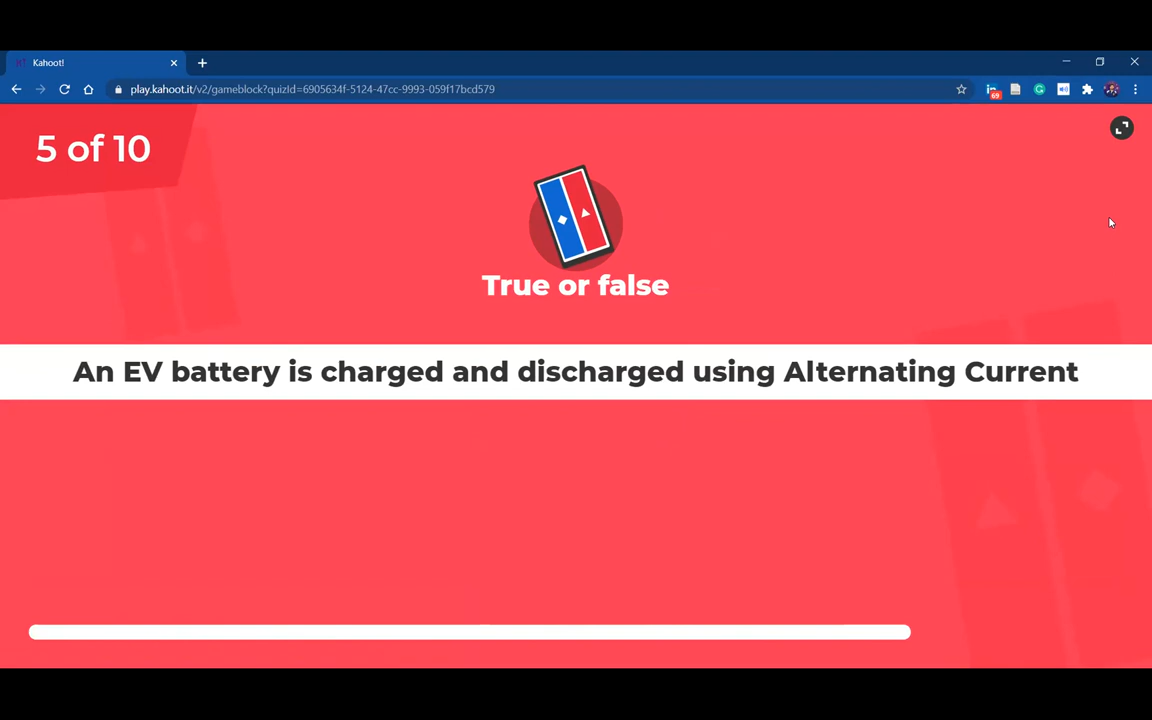 Kahoot!
play.kahoot.it/v2/gameblock?quizId=6905634f-5124-47cc-9993-059f17bcd579
69
5 of 10
True or false
An EV battery is charged and discharged using Alternating Current